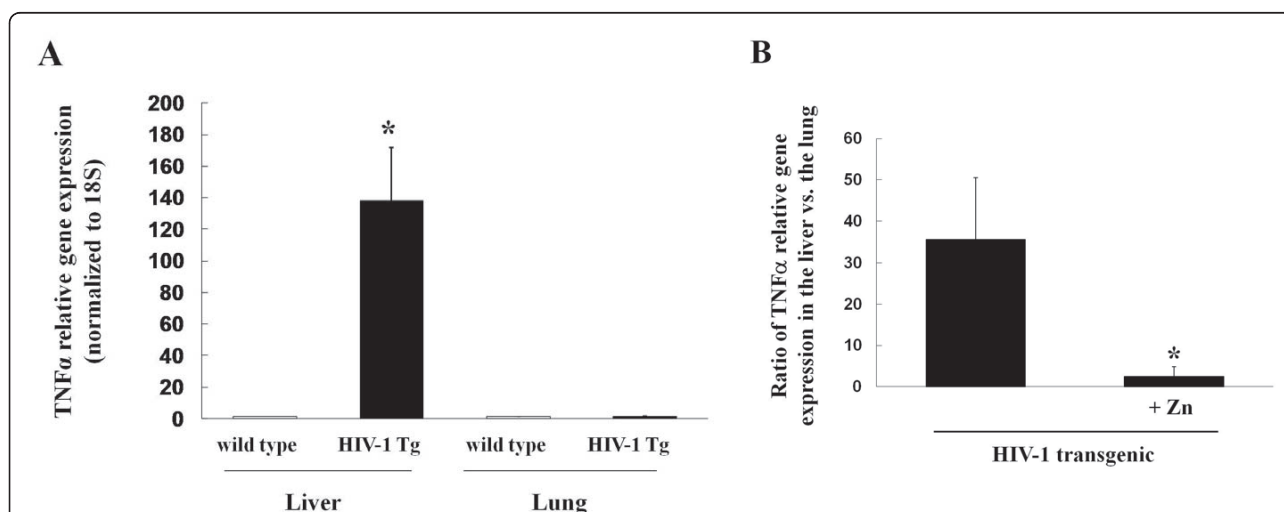 A
TNFα relative gene expression
(normalized to 18S)
200
180
160
140
120
100
80
60
40
20
0
*
wild type HIV-1 Tg wild type HIV-1 Tg
Liver Lung
B
Ratio of TNFα relative gene
expression in the liver vs. the lung
60
50
40
30
20
10
0
*
+ Zn
HIV-1 transgenic